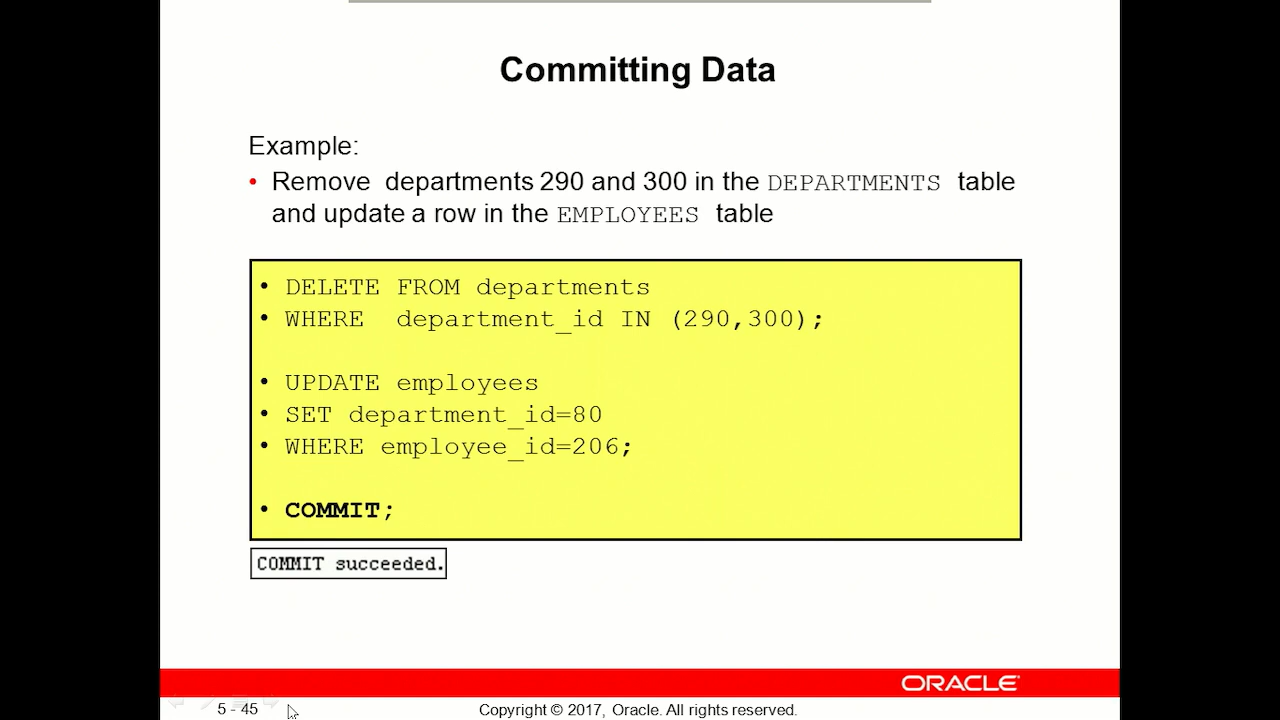 Committing Data
Example:
• Remove departments 290 and 300 in the DEPARTMENTS table
and update a row in the EMPLOYEES table
• DELETE FROM departments
• WHERE department_id IN (290,300);
• UPDATE employees
• SET department_id=80
• WHERE employee_id=206;
• COMMIT;
COMMIT succeeded.
ORACLE
5 - 45
Copyright © 2017, Oracle. All rights reserved.